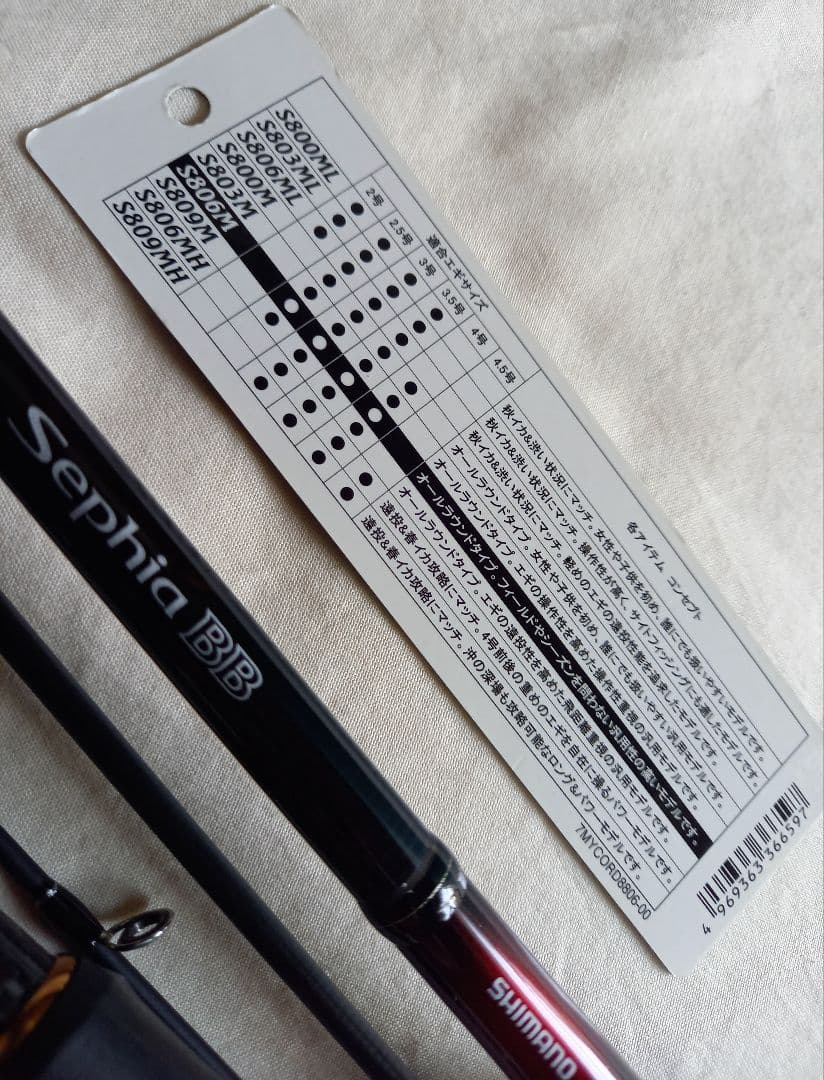 適合エギサイズ 各アイテム コンセプト
2号 2.5号 3号 3.5号 4号 4.5号
S800ML 秋イカ&渋い状況にマッチ。女性や子供を初め、誰にでも扱いやすいモデルです。
S803ML 秋イカ&渋い状況にマッチ。操作性が高く、サイトフィッシングにも適したモデルです。
S806ML 秋イカ&渋い状況にマッチ。軽めのエギの遠投性能を追求したモデルです。
S800M オールラウンドタイプ。女性や子供を初め、誰にでも扱いやすい汎用モデルです。
S803M オールラウンドタイプ。エギの操作性を高めた操作性重視の汎用モデルです。
S806M オールラウンドタイプ。フィールドやシーズンを問わない汎用性の高いモデルです。
S809M オールラウンドタイプ。エギの遠投性を高めた飛距離重視の汎用モデルです。
S806MH 遠投&春イカ攻略にマッチ。4号前後の重めのエギを自在に操るパワーモデルです。
S809MH 遠投&春イカ攻略にマッチ。沖の深場も攻略可能なロング&パワーモデルです。
7MYCORD8806-00
4 969363 366597
Sephia BB
SHIMANO